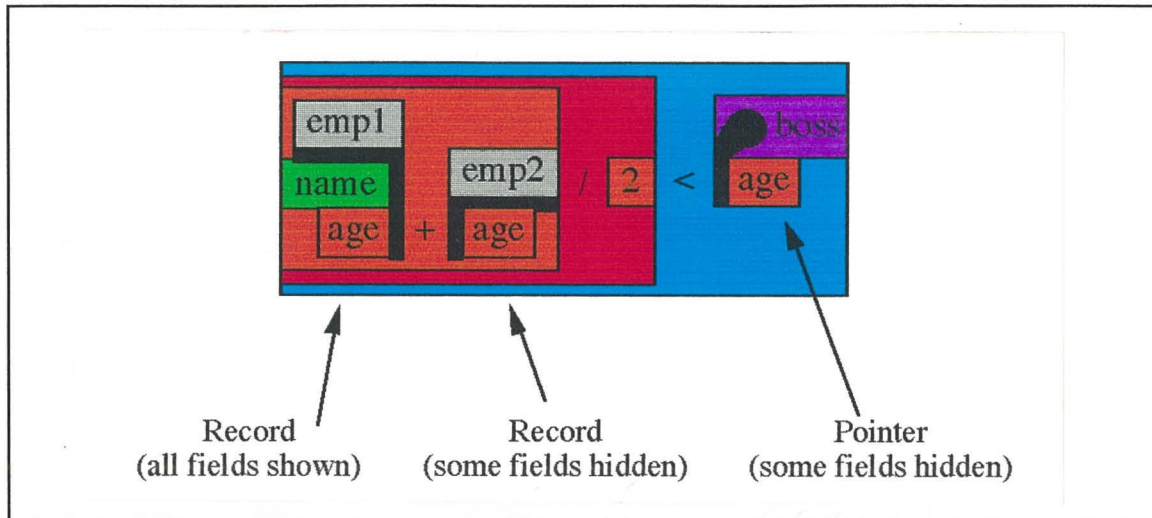 emp1
name
age + age / 2 < age
emp2
boss
Record
(all fields shown)
Record
(some fields hidden)
Pointer
(some fields hidden)